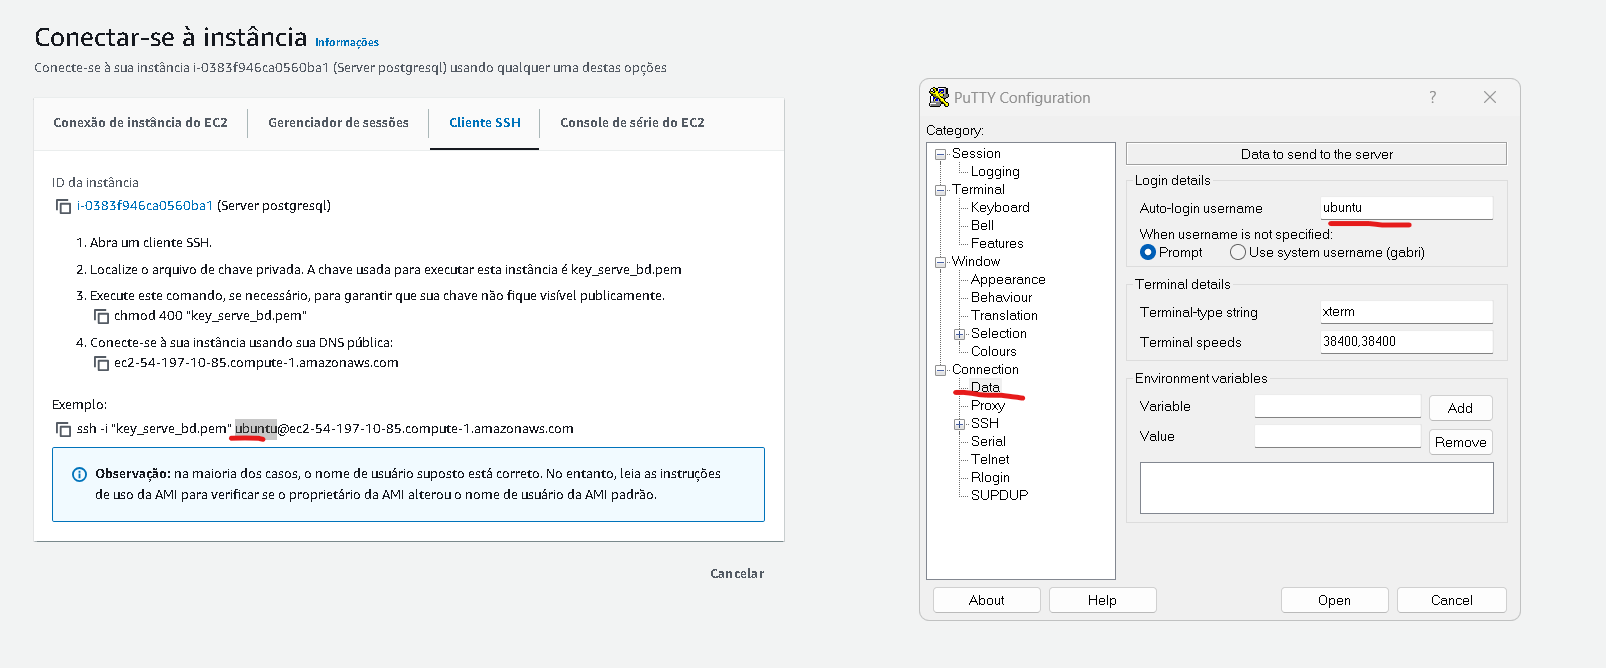 Conectar-se à instância Informações
Conecte-se à sua instância i-0383f946ca0560ba1 (Server postgresql) usando qualquer uma destas opções
Conexão de instância do EC2
Gerenciador de sessões
Cliente SSH
Console de série do EC2
ID da instância
i-0383f946ca0560ba1 (Server postgresql)
1. Abra um cliente SSH.
2. Localize o arquivo de chave privada. A chave usada para executar esta instância é key_serve_bd.pem
3. Execute este comando, se necessário, para garantir que sua chave não fique visível publicamente.
chmod 400 "key_serve_bd.pem"
4. Conecte-se à sua instância usando sua DNS pública:
ec2-54-197-10-85.compute-1.amazonaws.com
Exemplo:
ssh -i "key_serve_bd.pem" ubuntu@ec2-54-197-10-85.compute-1.amazonaws.com
Observação: na maioria dos casos, o nome de usuário suposto está correto. No entanto, leia as instruções
de uso da AMI para verificar se o proprietário da AMI alterou o nome de usuário da AMI padrão.
Cancelar
PuTTY Configuration
?
Category:
Session
Logging
Terminal
Keyboard
Bell
Features
Window
Appearance
Behaviour
Translation
Selection
Colours
Connection
Data
Proxy
SSH
Serial
Telnet
Rlogin
SUPDUP
Data to send to the server
Login details
Auto-login username ubuntu
When username is not specified:
Prompt Use system username (gabri)
Terminal details
Terminal-type string xterm
Terminal speeds 38400,38400
Environment variables
Variable Add
Value Remove
About
Help
Open
Cancel